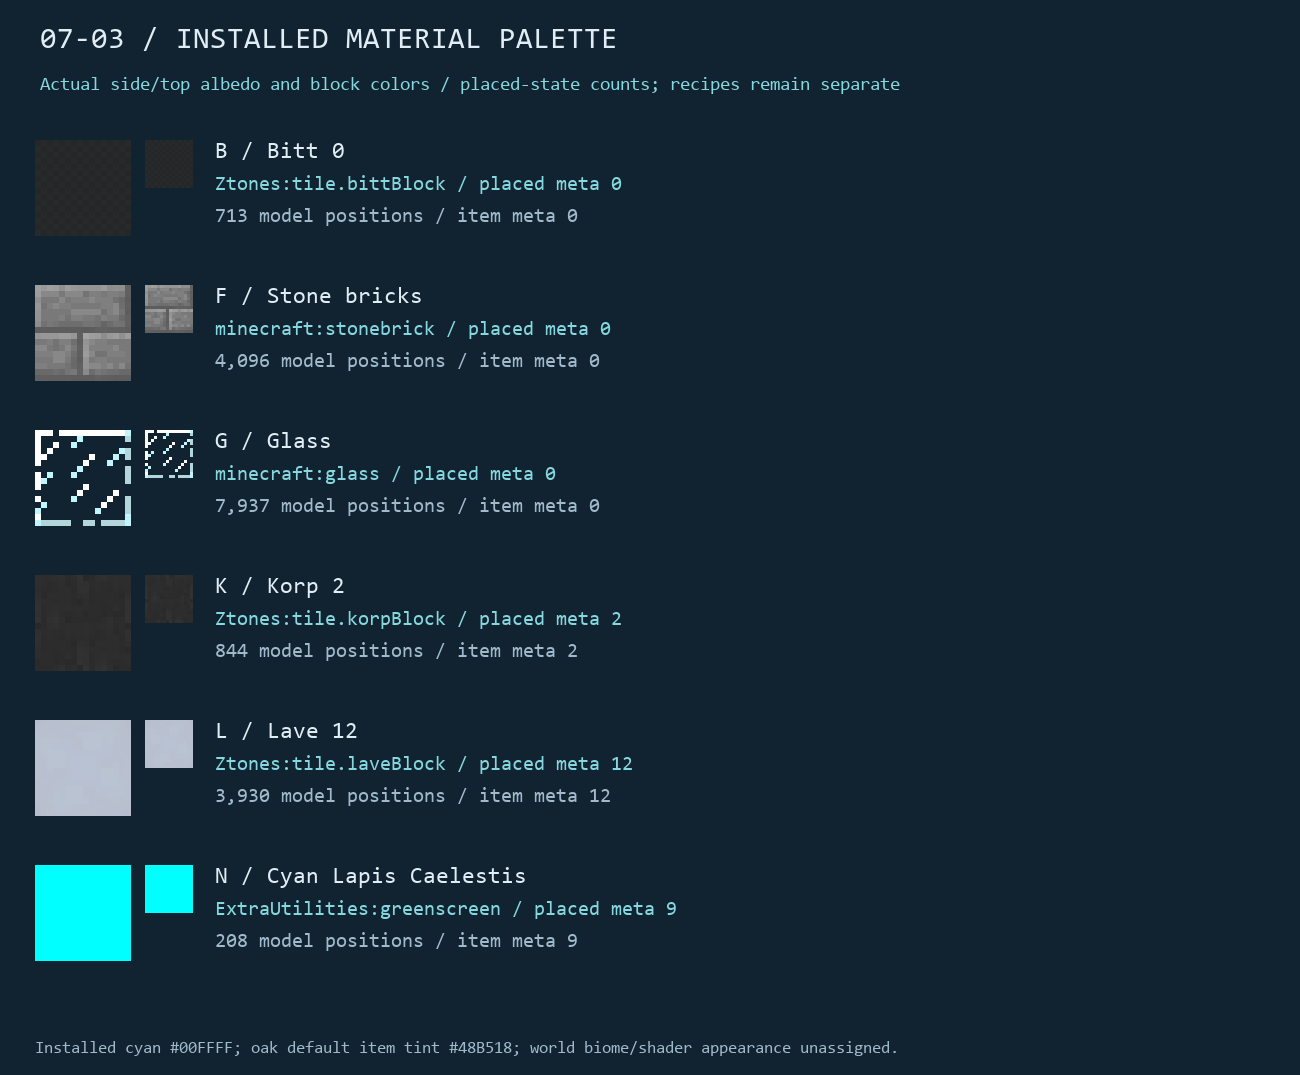 07-03 / INSTALLED MATERIAL PALETTE
Actual side/top albedo and block colors / placed-state counts; recipes remain separate
B / Bitt 0
Ztones:tile.bittBlock / placed meta 0
713 model positions / item meta 0
F / Stone bricks
minecraft:stonebrick / placed meta 0
4,096 model positions / item meta 0
G / Glass
minecraft:glass / placed meta 0
7,937 model positions / item meta 0
K / Korp 2
Ztones:tile.korpBlock / placed meta 2
844 model positions / item meta 2
L / Lave 12
Ztones:tile.laveBlock / placed meta 12
3,930 model positions / item meta 12
N / Cyan Lapis Caelestis
ExtraUtilities:greenscreen / placed meta 9
208 model positions / item meta 9
Installed cyan #00FFFF; oak default item tint #48B518; world biome/shader appearance unassigned.